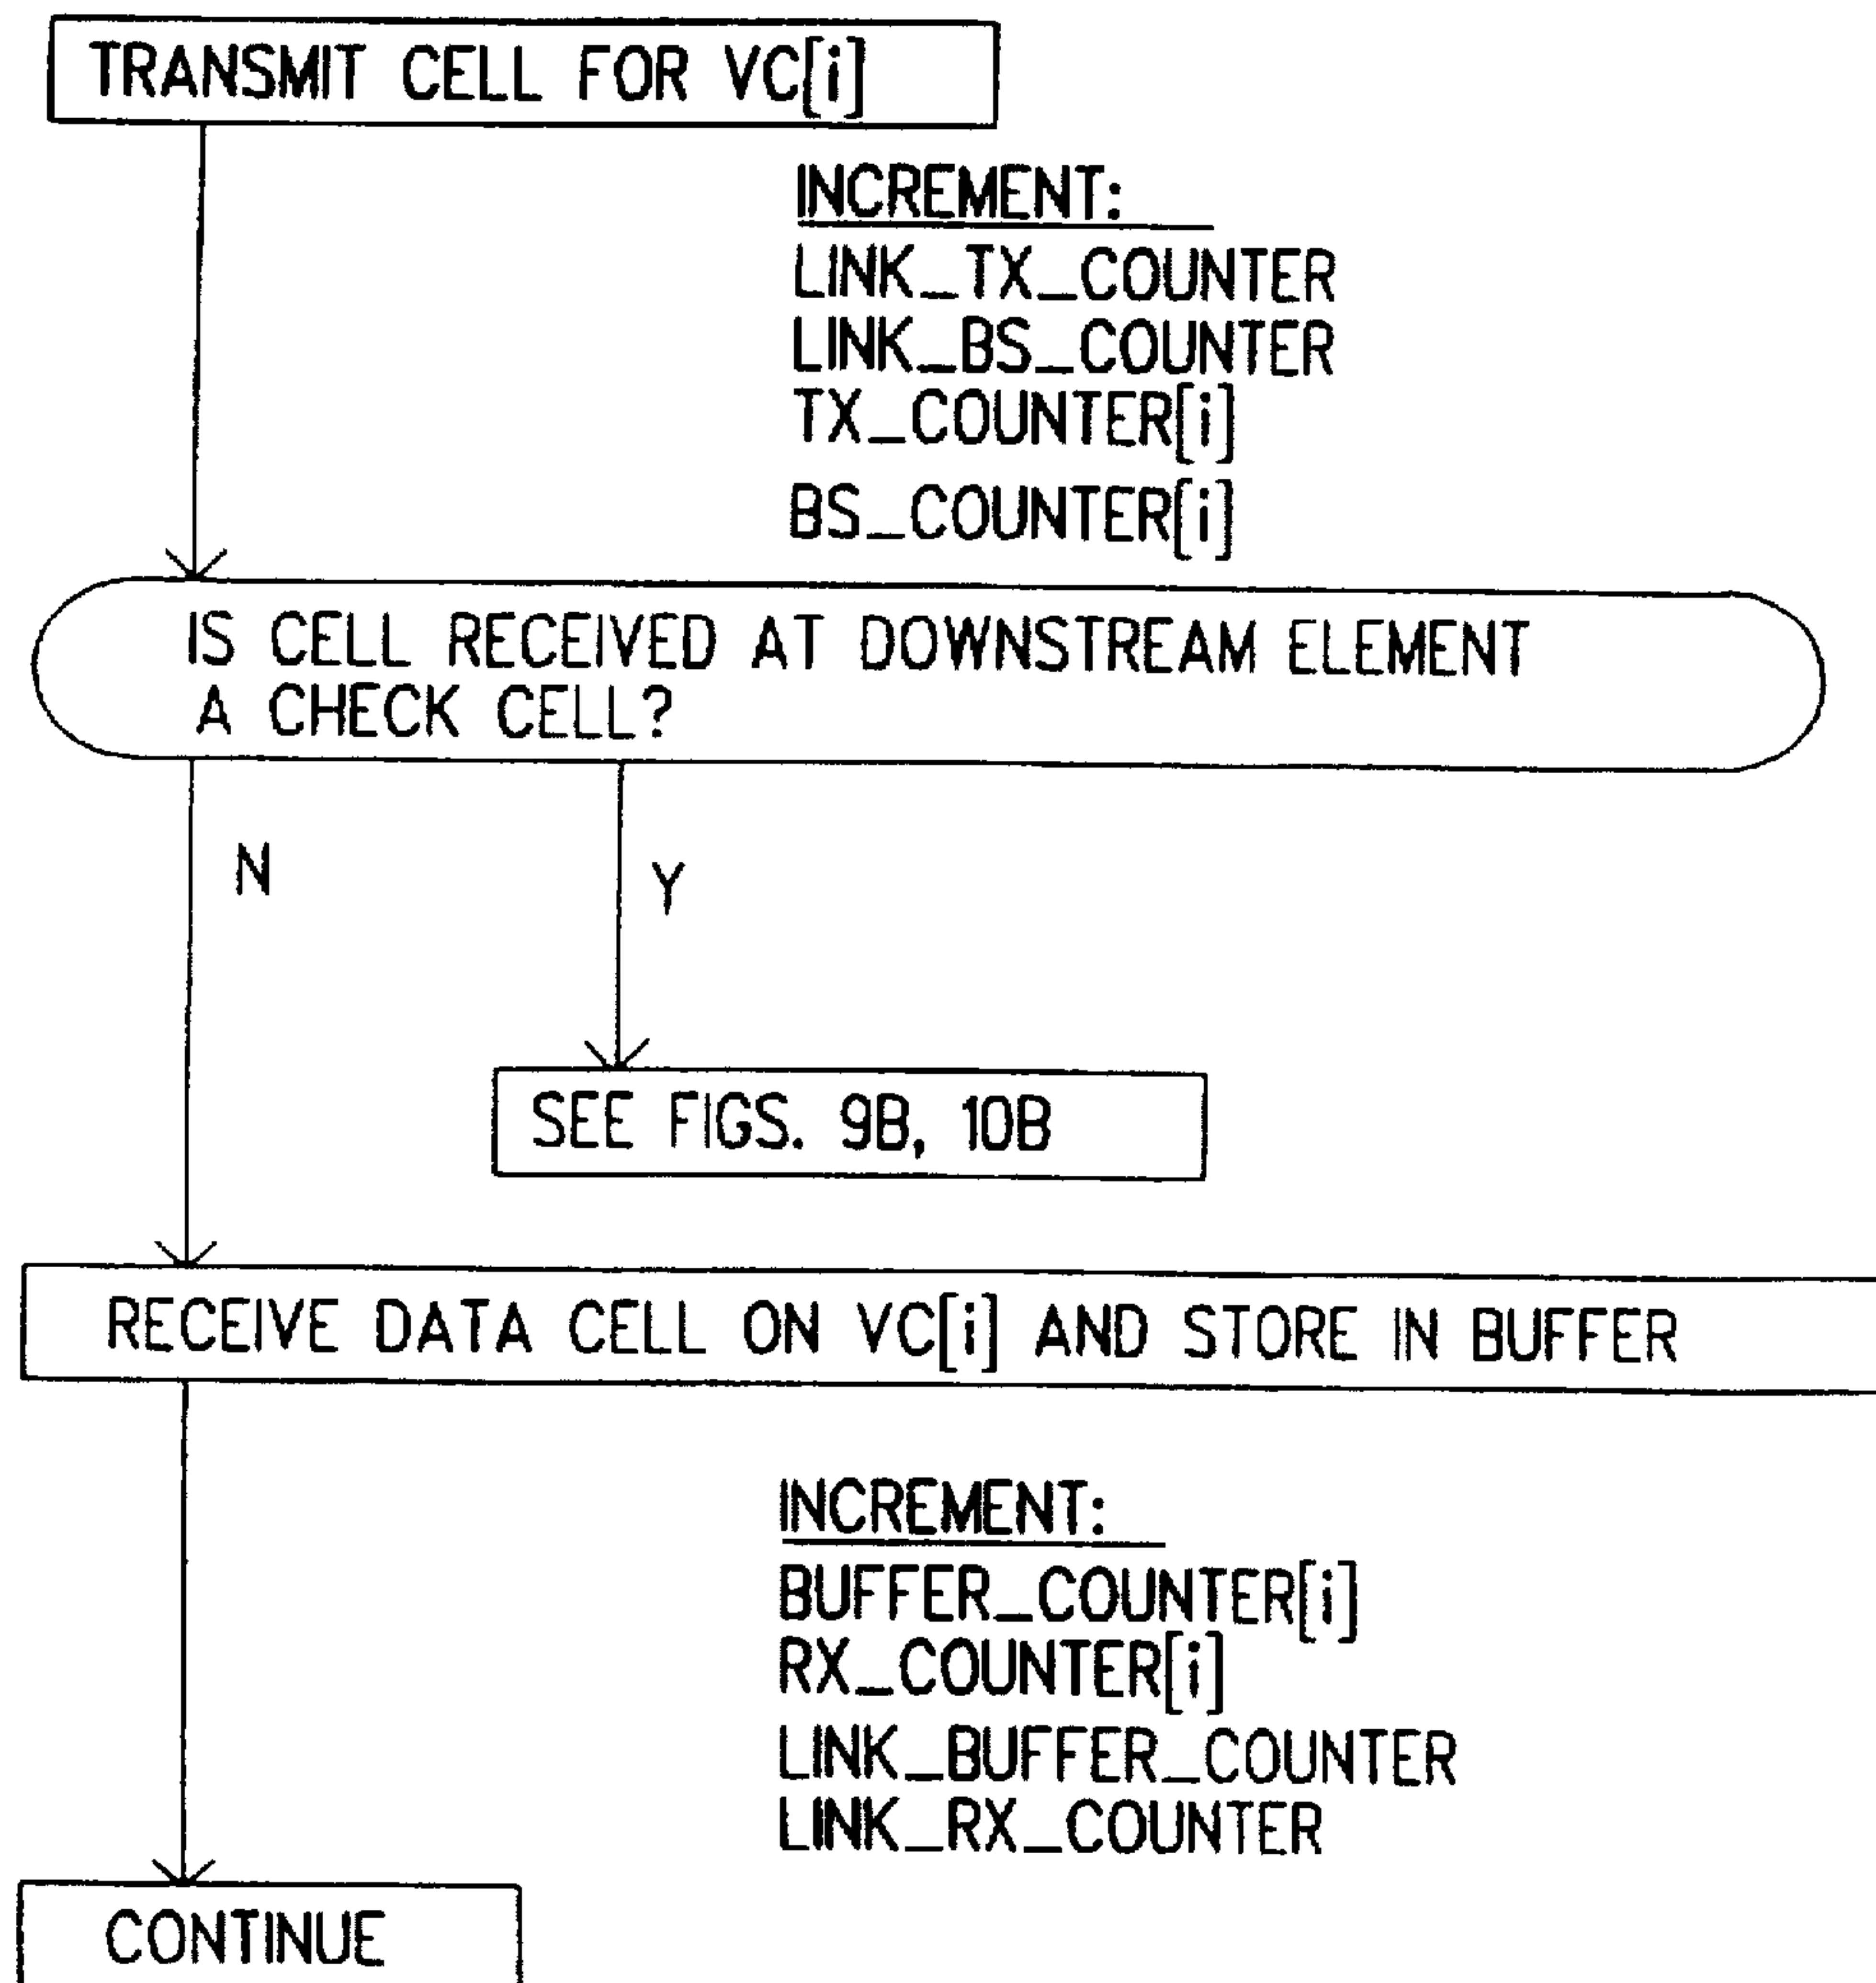 TRANSMIT CELL FOR VC[i]
INCREMENT:
LINK_TX_COUNTER
LINK_BS_COUNTER
TX_COUNTER[i]
BS_COUNTER[i]
IS CELL RECEIVED AT DOWNSTREAM ELEMENT
A CHECK CELL?
N
Y
SEE FIGS. 9B, 10B
RECEIVE DATA CELL ON VC[i] AND STORE IN BUFFER
INCREMENT:
BUFFER_COUNTER[i]
RX_COUNTER[i]
LINK_BUFFER_COUNTER
LINK_RX_COUNTER
CONTINUE